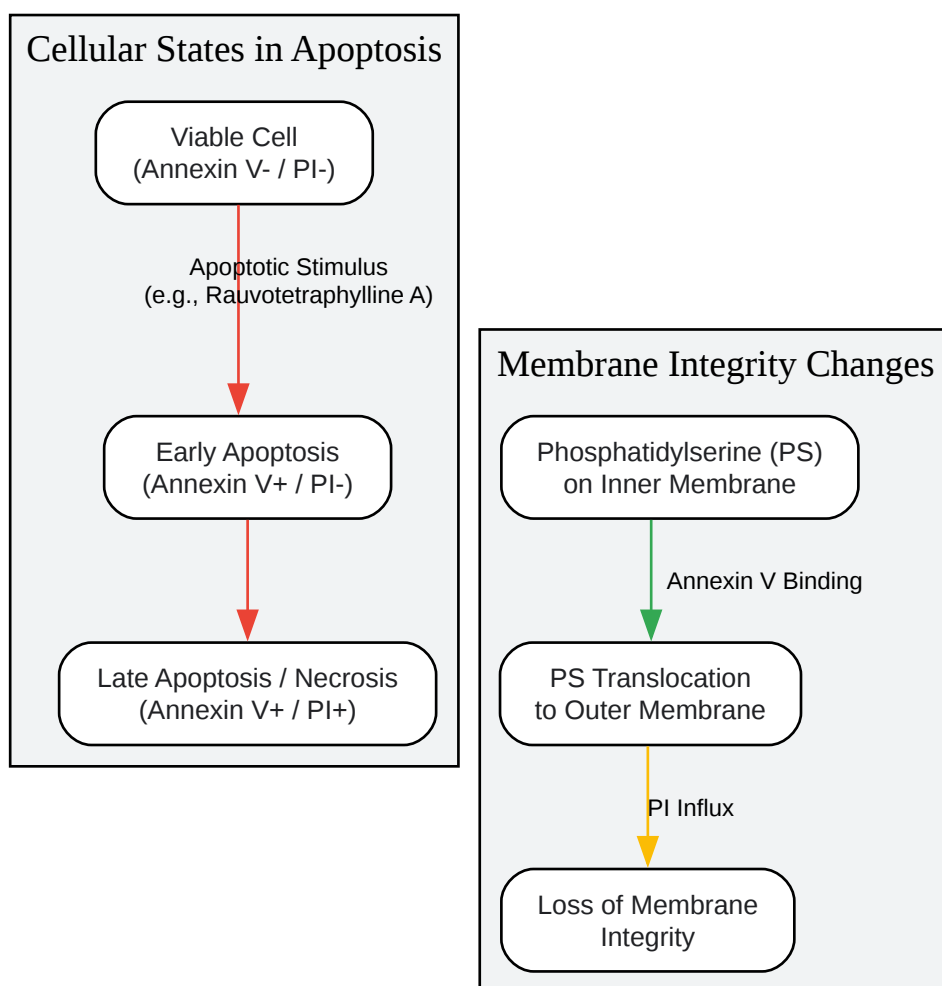 Cellular States in Apoptosis
Viable Cell
(Annexin V- / PI-)
Apoptotic Stimulus
(e.g., Rauvotetraphylline A)
Early Apoptosis
(Annexin V+ / PI-)
Late Apoptosis / Necrosis
(Annexin V+ / PI+)
Membrane Integrity Changes
Phosphatidylserine (PS)
on Inner Membrane
Annexin V Binding
PS Translocation
to Outer Membrane
PI Influx
Loss of Membrane
Integrity